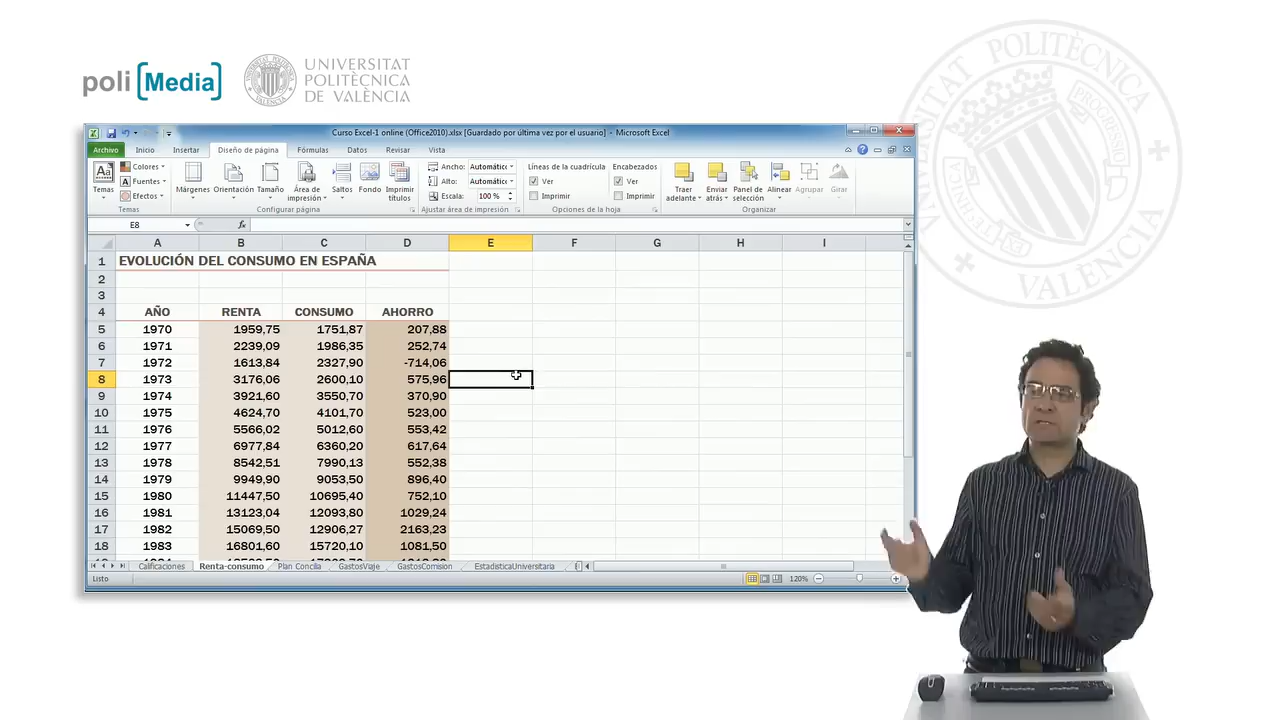 poli[Media]
UNIVERSITAT
POLITÈCNICA
DE VALÈNCIA
UNIVERSITAT POLITÈCNICA DE VALÈNCIA
PROGRESSIO
Curso Excel-1 online (Office2010).xlsx [Guardado por última vez por el usuario] - Microsoft Excel
Archivo Inicio Insertar Diseño de página Fórmulas Datos Revisar Vista
Aa Colores Ancho: Automátic Líneas de la cuadrícula Encabezados
Fuentes Alto: Automátic Ver Ver
Efectos Escala: 100 % Imprimir Imprimir
Temas Márgenes Orientación Tamaño Área de impresión Saltos Fondo Imprimir títulos Traer adelante Enviar atrás Panel de selección Alinear Agrupar Girar
Temas Configurar página Ajustar área de impresión Opciones de la hoja Organizar
E8 fx
A B C D E F G H I
1 EVOLUCIÓN DEL CONSUMO EN ESPAÑA
2
3
4 AÑO RENTA CONSUMO AHORRO
5 1970 1959,75 1751,87 207,88
6 1971 2239,09 1986,35 252,74
7 1972 1613,84 2327,90 -714,06
8 1973 3176,06 2600,10 575,96
9 1974 3921,60 3550,70 370,90
10 1975 4624,70 4101,70 523,00
11 1976 5566,02 5012,60 553,42
12 1977 6977,84 6360,20 617,64
13 1978 8542,51 7990,13 552,38
14 1979 9949,90 9053,50 896,40
15 1980 11447,50 10695,40 752,10
16 1981 13123,04 12093,80 1029,24
17 1982 15069,50 12906,27 2163,23
18 1983 16801,60 15720,10 1081,50
Calificaciones Renta-consumo Plan Concilia GastosViaje GastosComision EstadisticaUniversitaria
Listo 120%